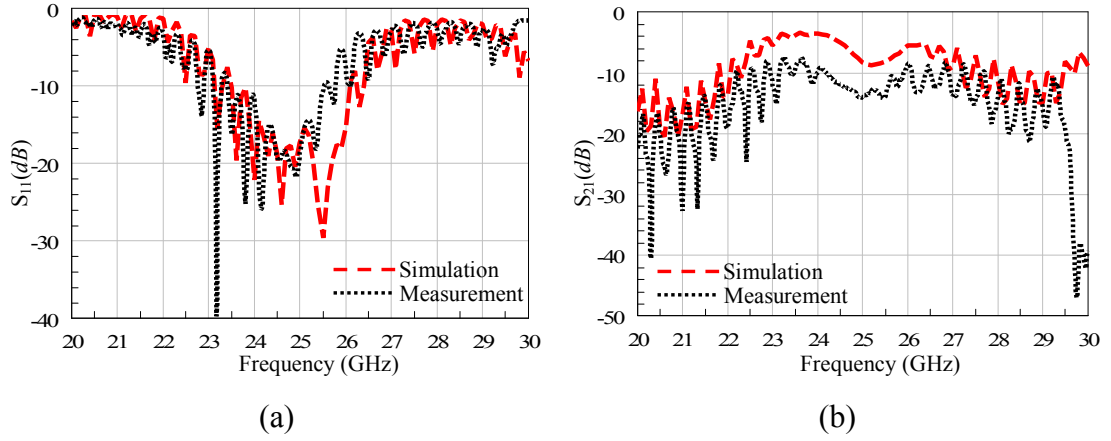 0
-10
-20
-30
-40
S11(dB)
Simulation
Measurement
20 21 22 23 24 25 26 27 28 29 30
Frequency (GHz)
(a)
0
-10
-20
-30
-40
-50
S21(dB)
Simulation
Measurement
20 21 22 23 24 25 26 27 28 29 30
Frequency (GHz)
(b)